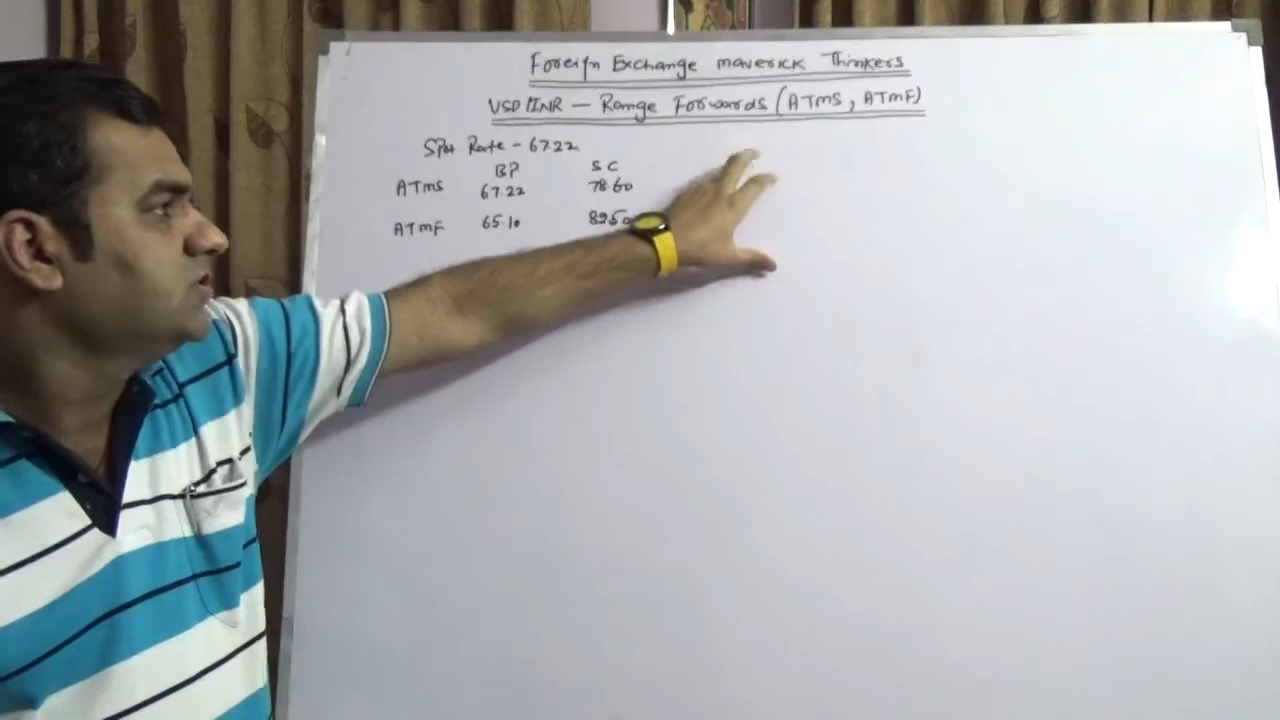 Foreign Exchange maverick Thinkers
USD/INR - Range Forwards (ATMS, ATMF)
Spot Rate - 67.22
BP SC
ATMS 67.22 78.60
ATMF 65.10